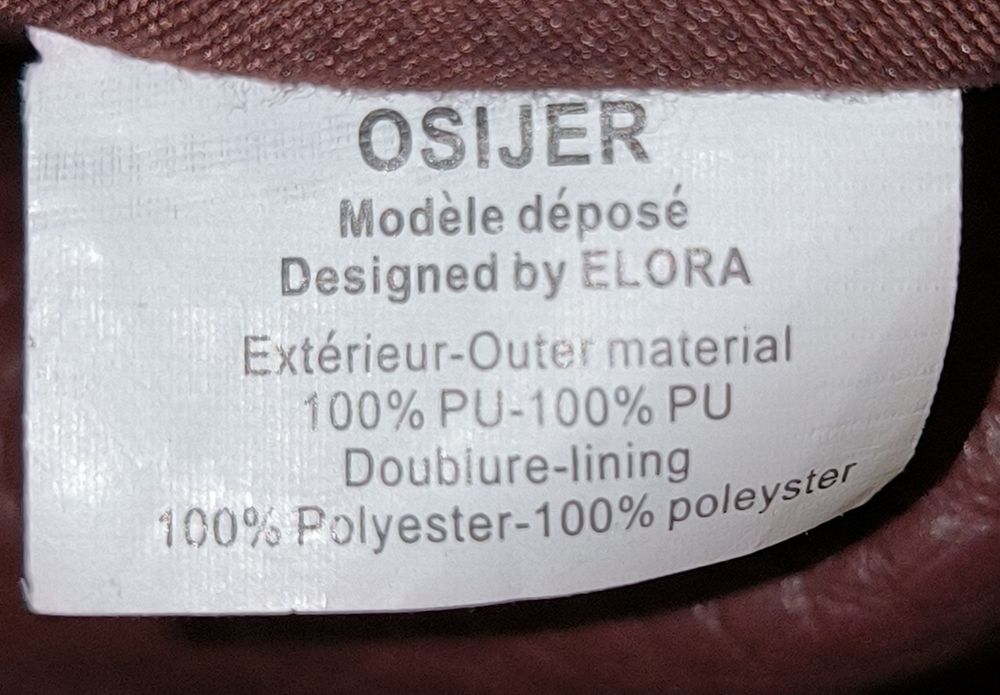 OSIJER
Modèle déposé
Designed by ELORA
Extérieur-Outer material
100% PU-100% PU
Doublure-lining
100% Polyester-100% poleyster